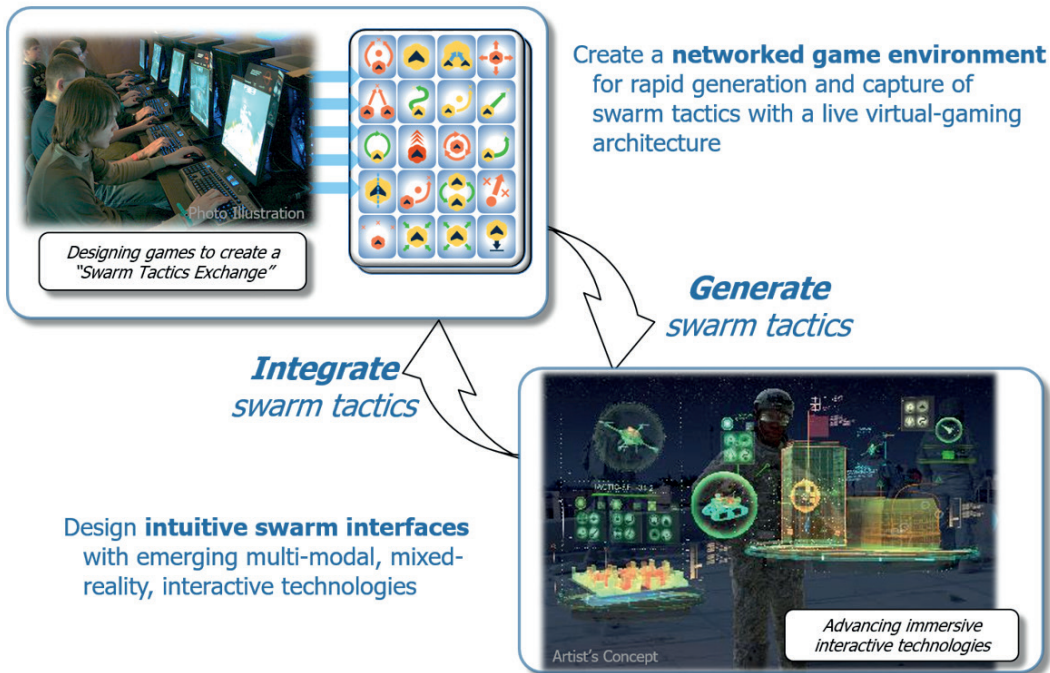 Create a networked game environment
for rapid generation and capture of
swarm tactics with a live virtual-gaming
architecture
Photo Illustration
Designing games to create a
“Swarm Tactics Exchange”
Generate
swarm tactics
Integrate
swarm tactics
Design intuitive swarm interfaces
with emerging multi-modal, mixed-
reality, interactive technologies
Advancing immersive
interactive technologies
Artist’s Concept